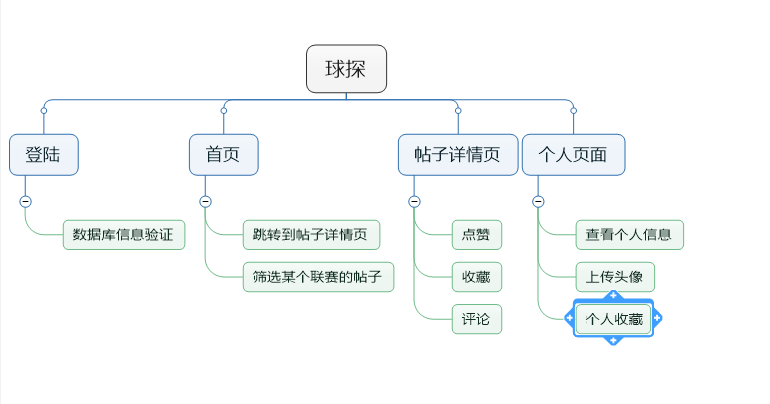 球探
登陆
首页
帖子详情页
个人页面
数据库信息验证
跳转到帖子详情页
点赞
查看个人信息
筛选某个联赛的帖子
收藏
上传头像
评论
个人收藏